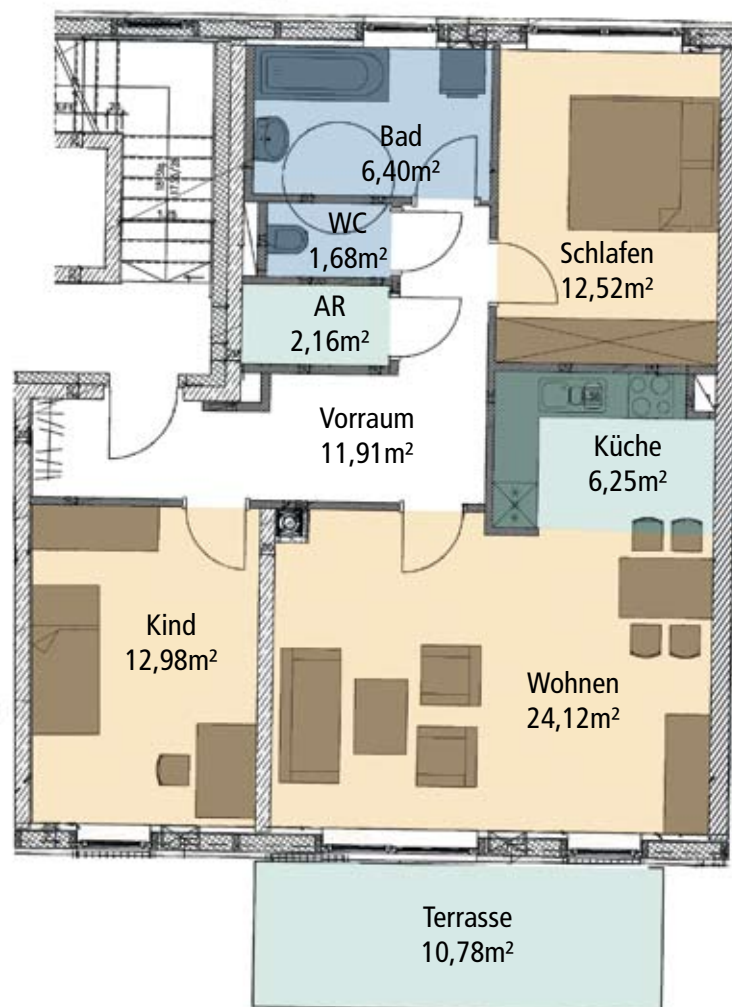 Bad
6,40m²
WC
1,68m²
Schlafen
12,52m²
AR
2,16m²
Vorraum
11,91m²
Küche
6,25m²
Kind
12,98m²
Wohnen
24,12m²
Terrasse
10,78m²